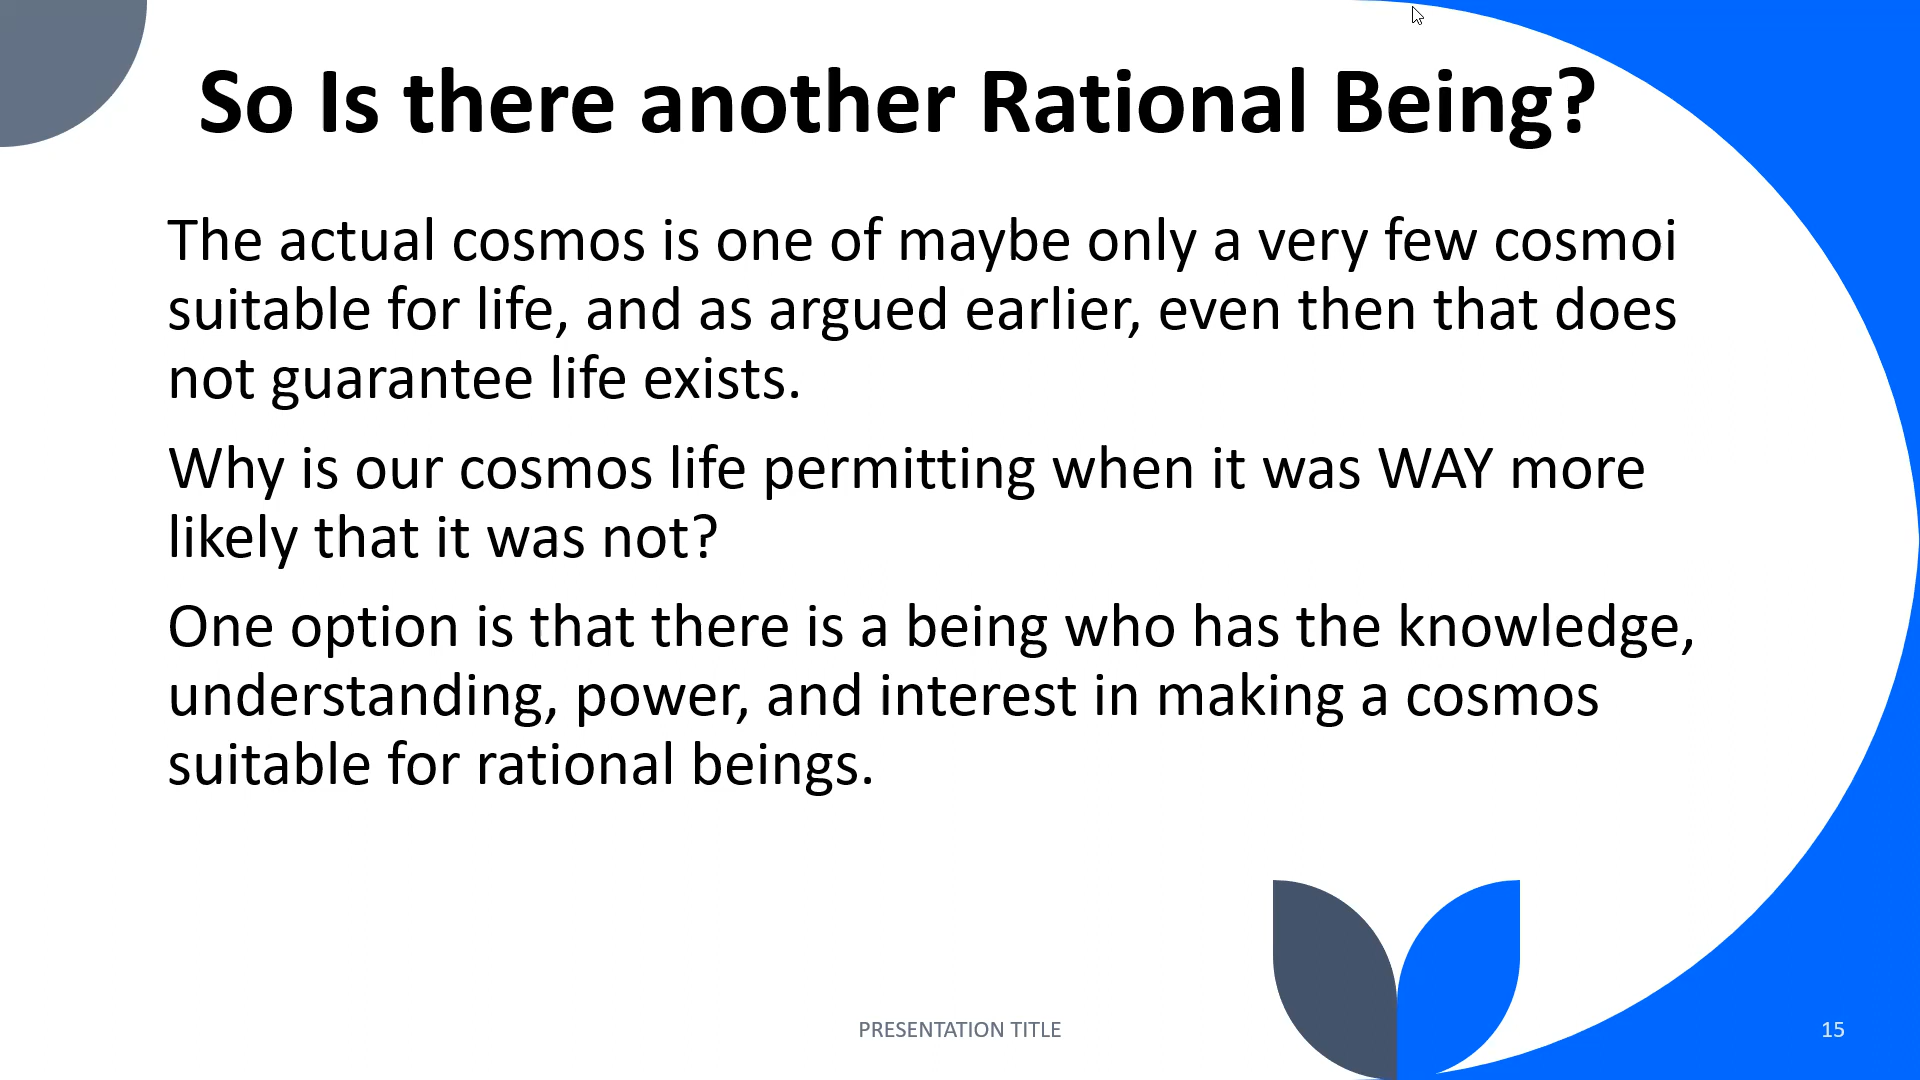 So Is there another Rational Being?
The actual cosmos is one of maybe only a very few cosmoi
suitable for life, and as argued earlier, even then that does
not guarantee life exists.
Why is our cosmos life permitting when it was WAY more
likely that it was not?
One option is that there is a being who has the knowledge,
understanding, power, and interest in making a cosmos
suitable for rational beings.
PRESENTATION TITLE
15